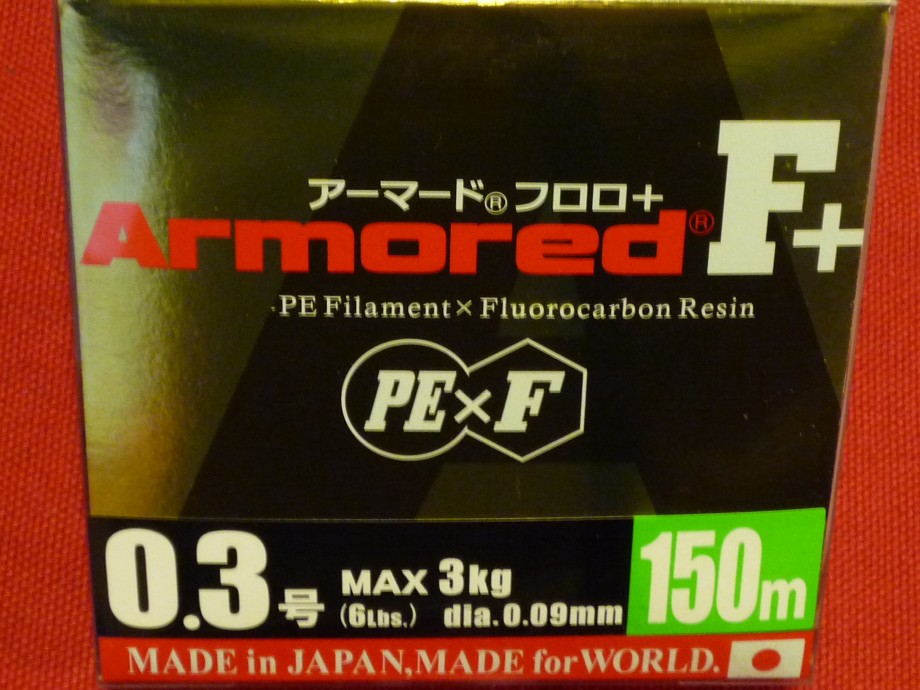 アーマード®フロロ+
Armored® F+
PE Filament×Fluorocarbon Resin
PE×F
0.3号 MAX 3kg 150m
(6Lbs.) dia.0.09mm
MADE in JAPAN,MADE for WORLD.